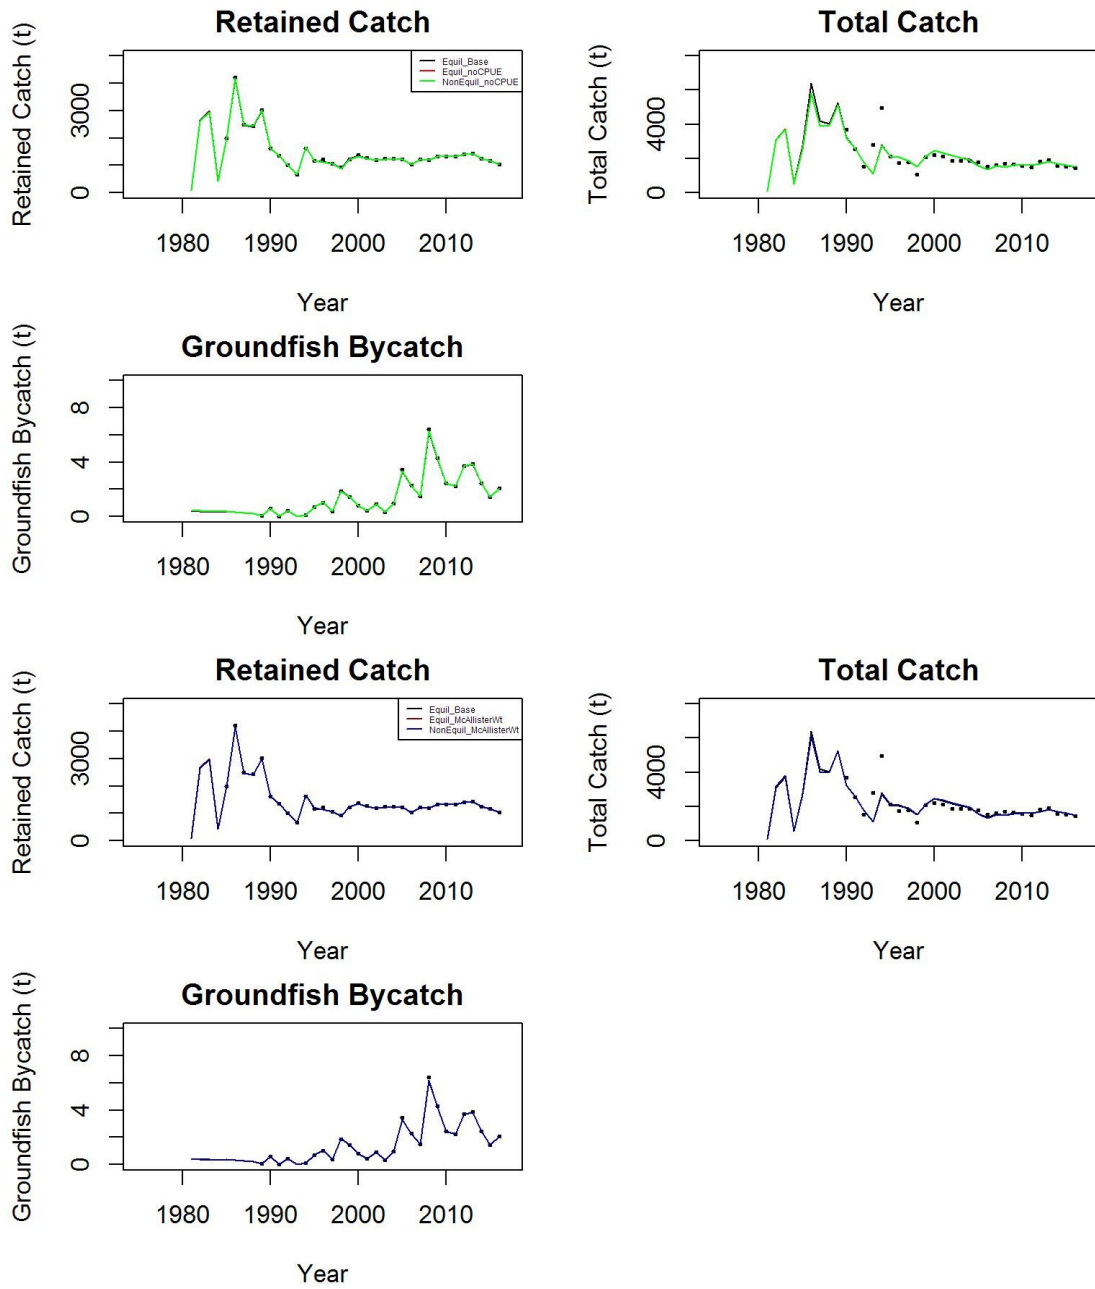 Retained Catch
Retained Catch (t)
3000
0
Equil_Base
Equil_noCPUE
NonEquil_noCPUE
1980 1990 2000 2010
Year
Total Catch
Total Catch (t)
4000
0
1980 1990 2000 2010
Year
Groundfish Bycatch
Groundfish Bycatch (t)
8
4
0
1980 1990 2000 2010
Year
Retained Catch
Retained Catch (t)
3000
0
Equil_Base
Equil_McAllisterWt
NonEquil_McAllisterWt
1980 1990 2000 2010
Year
Total Catch
Total Catch (t)
4000
0
1980 1990 2000 2010
Year
Groundfish Bycatch
Groundfish Bycatch (t)
8
4
0
1980 1990 2000 2010
Year